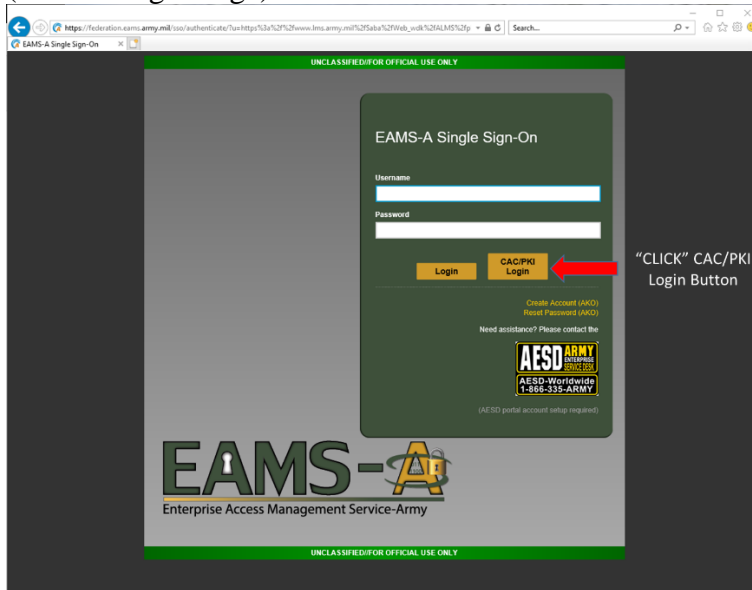 https://federation.eams.army.mil/sso/authenticate/?u=https%3a%2f%2fwww.lms.army.mil%2fSaba%2fWeb_wdk%2fALMS%2fp
Search...
EAMS-A Single Sign-On
UNCLASSIFIED//FOR OFFICIAL USE ONLY
EAMS-A Single Sign-On
Username
Password
Login
CAC/PKI
Login
"CLICK" CAC/PKI
Login Button
Create Account (AKO)
Reset Password (AKO)
Need assistance? Please contact the
AESD ARMY
ENTERPRISE
SERVICE DESK
AESD-Worldwide
1-866-335-ARMY
(AESD portal account setup required)
EAMS-A
Enterprise Access Management Service-Army
UNCLASSIFIED//FOR OFFICIAL USE ONLY